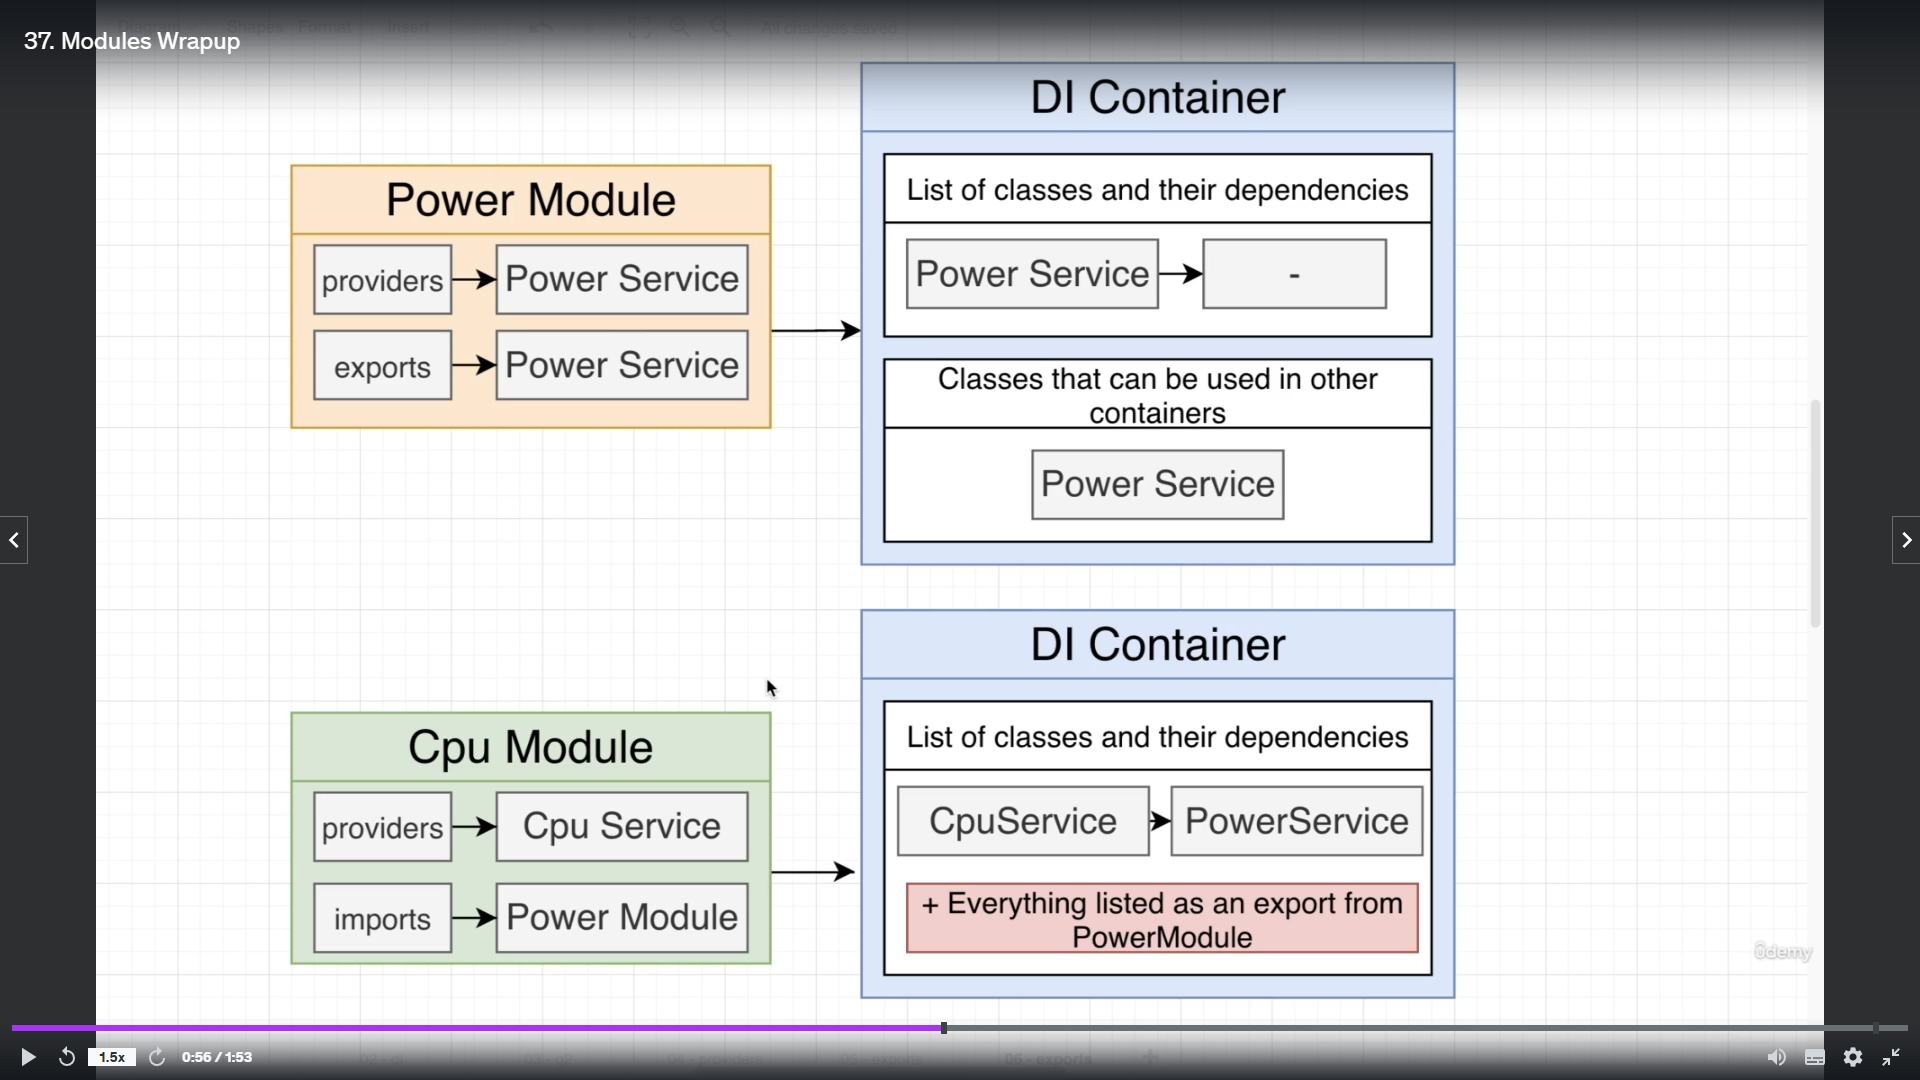 37. Modules Wrapup
DI Container
List of classes and their dependencies
Power Service
-
Classes that can be used in other
containers
Power Service
Power Module
providers
Power Service
exports
Power Service
DI Container
List of classes and their dependencies
CpuService
PowerService
+ Everything listed as an export from
PowerModule
Cpu Module
providers
Cpu Service
imports
Power Module
ûdemy
1.5x
0:56 / 1:53
06 - exports